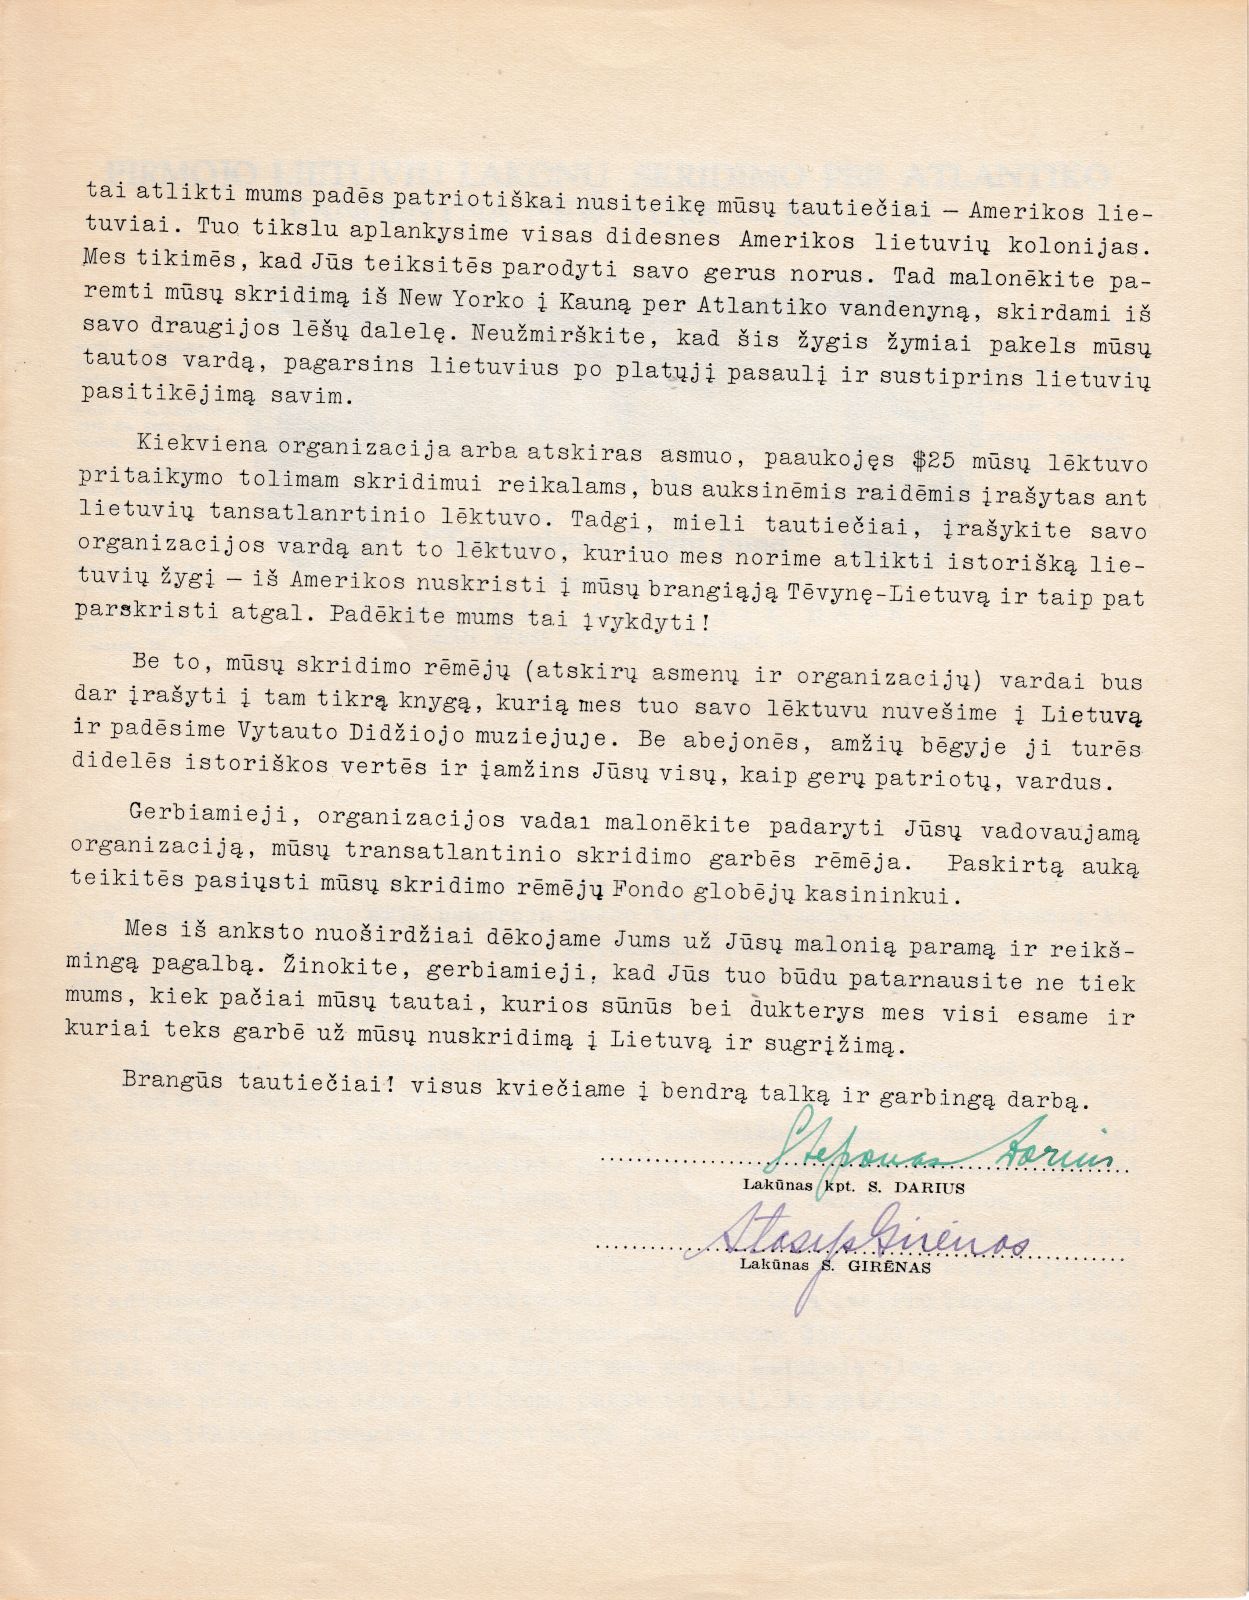 tai atlikti mums padės patriotiškai nusiteikę mūsų tautiečiai — Amerikos lie-
tuviai. Tuo tikslu aplankysime visas didesnes Amerikos lietuvių kolonijas.
Mes tikimės, kad Jūs teiksitės parodyti savo gerus norus. Tad malonėkite pa-
remti mūsų skridimą iš New Yorko į Kauną per Atlantiko vandenyną, skirdami iš
savo draugijos lėšų dalelę. Neužmirškite, kad šis žygis žymiai pakels mūsų
tautos vardą, pagarsins lietuvius po platųjį pasaulį ir sustiprins lietuvių
pasitikėjimą savim.
Kiekviena organizacija arba atskiras asmuo, paaukojęs $25 mūsų lėktuvo
pritaikymo tolimam skridimui reikalams, bus auksinėmis raidėmis įrašytas ant
lietuvių tansatlanrtinio lėktuvo. Tadgi, mieli tautiečiai, įrašykite savo
organizacijos vardą ant to lėktuvo, kuriuo mes norime atlikti istorišką lie-
tuvių žygį — iš Amerikos nuskristi į mūsų brangiąją Tėvynę-Lietuvą ir taip pat
parskristi atgal. Padėkite mums tai įvykdyti!
Be to, mūsų skridimo rėmėjų (atskirų asmenų ir organizacijų) vardai bus
dar įrašyti į tam tikrą knygą, kurią mes tuo savo lėktuvu nuvešime į Lietuvą
ir padėsime Vytauto Didžiojo muziejuje. Be abejonės, amžių bėgyje ji turės
didelės istoriškos vertės ir įamžins Jūsų visų, kaip gerų patriotų, vardus.
Gerbiamieji, organizacijos vadai malonėkite padaryti Jūsų vadovaujamą
organizaciją, mūsų transatlantinio skridimo garbės rėmėja. Paskirtą auką
teikitės pasiųsti mūsų skridimo rėmėjų Fondo globėjų kasininkui.
Mes iš anksto nuoširdžiai dėkojame Jums už Jūsų malonią paramą ir reikš-
mingą pagalbą. Žinokite, gerbiamieji, kad Jūs tuo būdu patarnausite ne tiek
mums, kiek pačiai mūsų tautai, kurios sūnūs bei dukterys mes visi esame ir
kuriai teks garbė už mūsų nuskridimą į Lietuvą ir sugrįžimą.
Brangūs tautiečiai! visus kviečiame į bendrą talką ir garbingą darbą.
Steponas Darius
Lakūnas kpt. S. DARIUS
Stasys Girėnas
Lakūnas S. GIRĖNAS